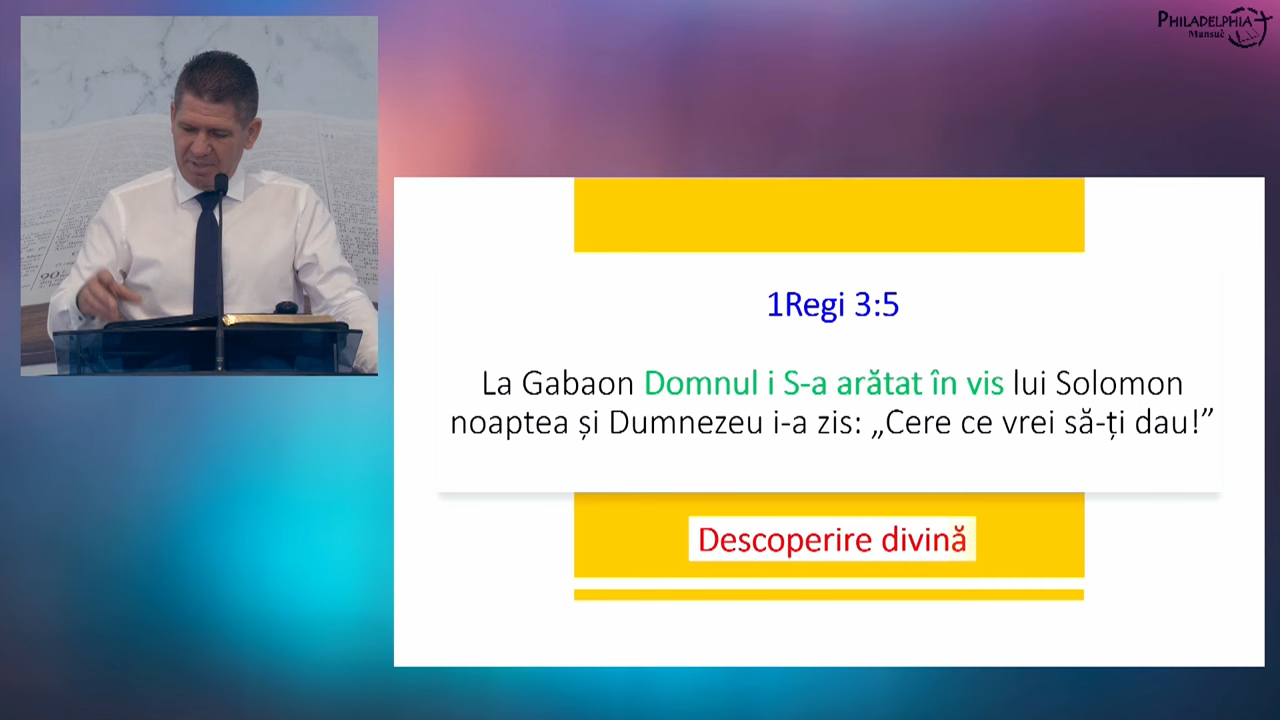 PHILADELPHIA
Mansuè
90
1Regi 3:5
La Gabaon Domnul i S-a arătat în vis lui Solomon
noaptea și Dumnezeu i-a zis: „Cere ce vrei să-ți dau!”
Descoperire divină